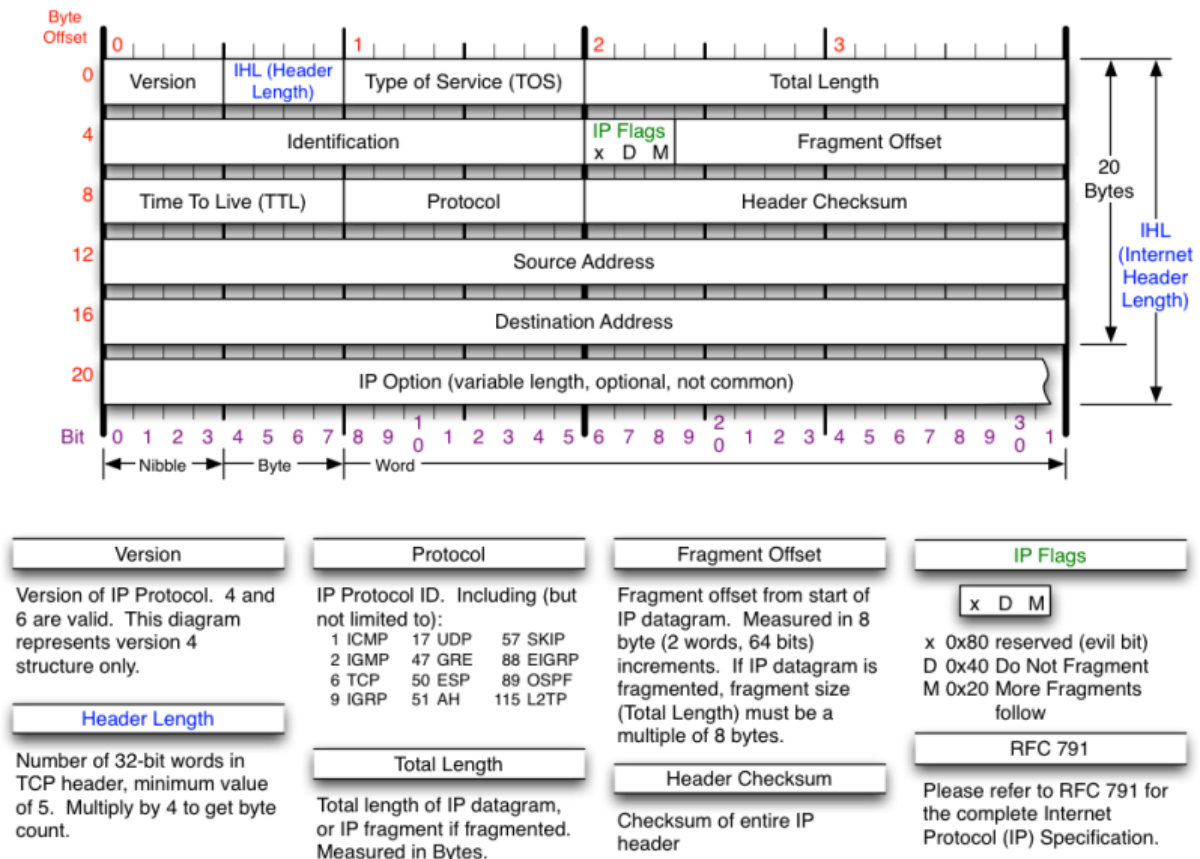 Byte
Offset
0 1 2 3
0 Version IHL (Header Length) Type of Service (TOS) Total Length
4 Identification IP Flags x D M Fragment Offset
8 Time To Live (TTL) Protocol Header Checksum
12 Source Address
16 Destination Address
20 IP Option (variable length, optional, not common)
20
Bytes
IHL
(Internet
Header
Length)
Bit 0 1 2 3 4 5 6 7 8 9 10 1 2 3 4 5 6 7 8 9 20 1 2 3 4 5 6 7 8 9 30 1
Nibble Byte Word
Version
Version of IP Protocol. 4 and
6 are valid. This diagram
represents version 4
structure only.
Header Length
Number of 32-bit words in
TCP header, minimum value
of 5. Multiply by 4 to get byte
count.
Protocol
IP Protocol ID. Including (but
not limited to):
1 ICMP 17 UDP 57 SKIP
2 IGMP 47 GRE 88 EIGRP
6 TCP 50 ESP 89 OSPF
9 IGRP 51 AH 115 L2TP
Total Length
Total length of IP datagram,
or IP fragment if fragmented.
Measured in Bytes.
Fragment Offset
Fragment offset from start of
IP datagram. Measured in 8
byte (2 words, 64 bits)
increments. If IP datagram is
fragmented, fragment size
(Total Length) must be a
multiple of 8 bytes.
Header Checksum
Checksum of entire IP
header
IP Flags
x D M
x 0x80 reserved (evil bit)
D 0x40 Do Not Fragment
M 0x20 More Fragments
follow
RFC 791
Please refer to RFC 791 for
the complete Internet
Protocol (IP) Specification.